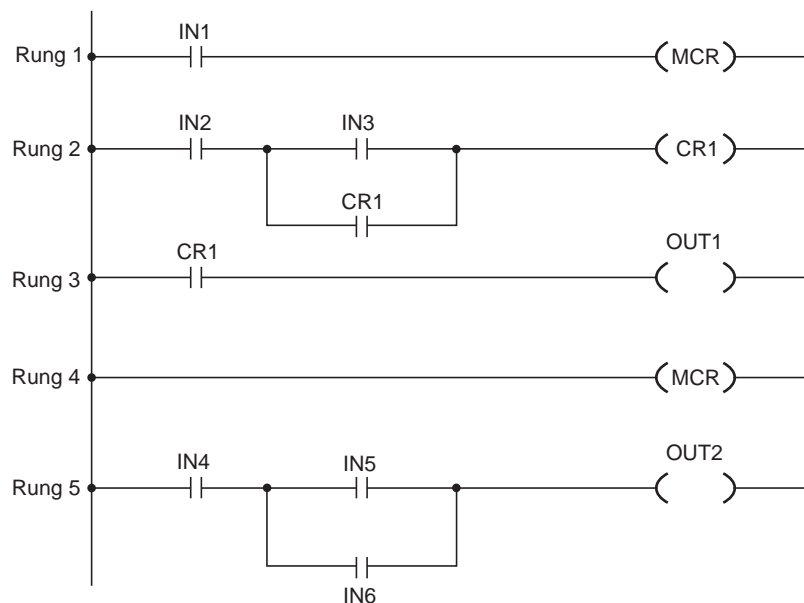 IN1
Rung 1 MCR
IN2 IN3
Rung 2 CR1
CR1
CR1 OUT1
Rung 3
Rung 4 MCR
IN4 IN5 OUT2
Rung 5
IN6